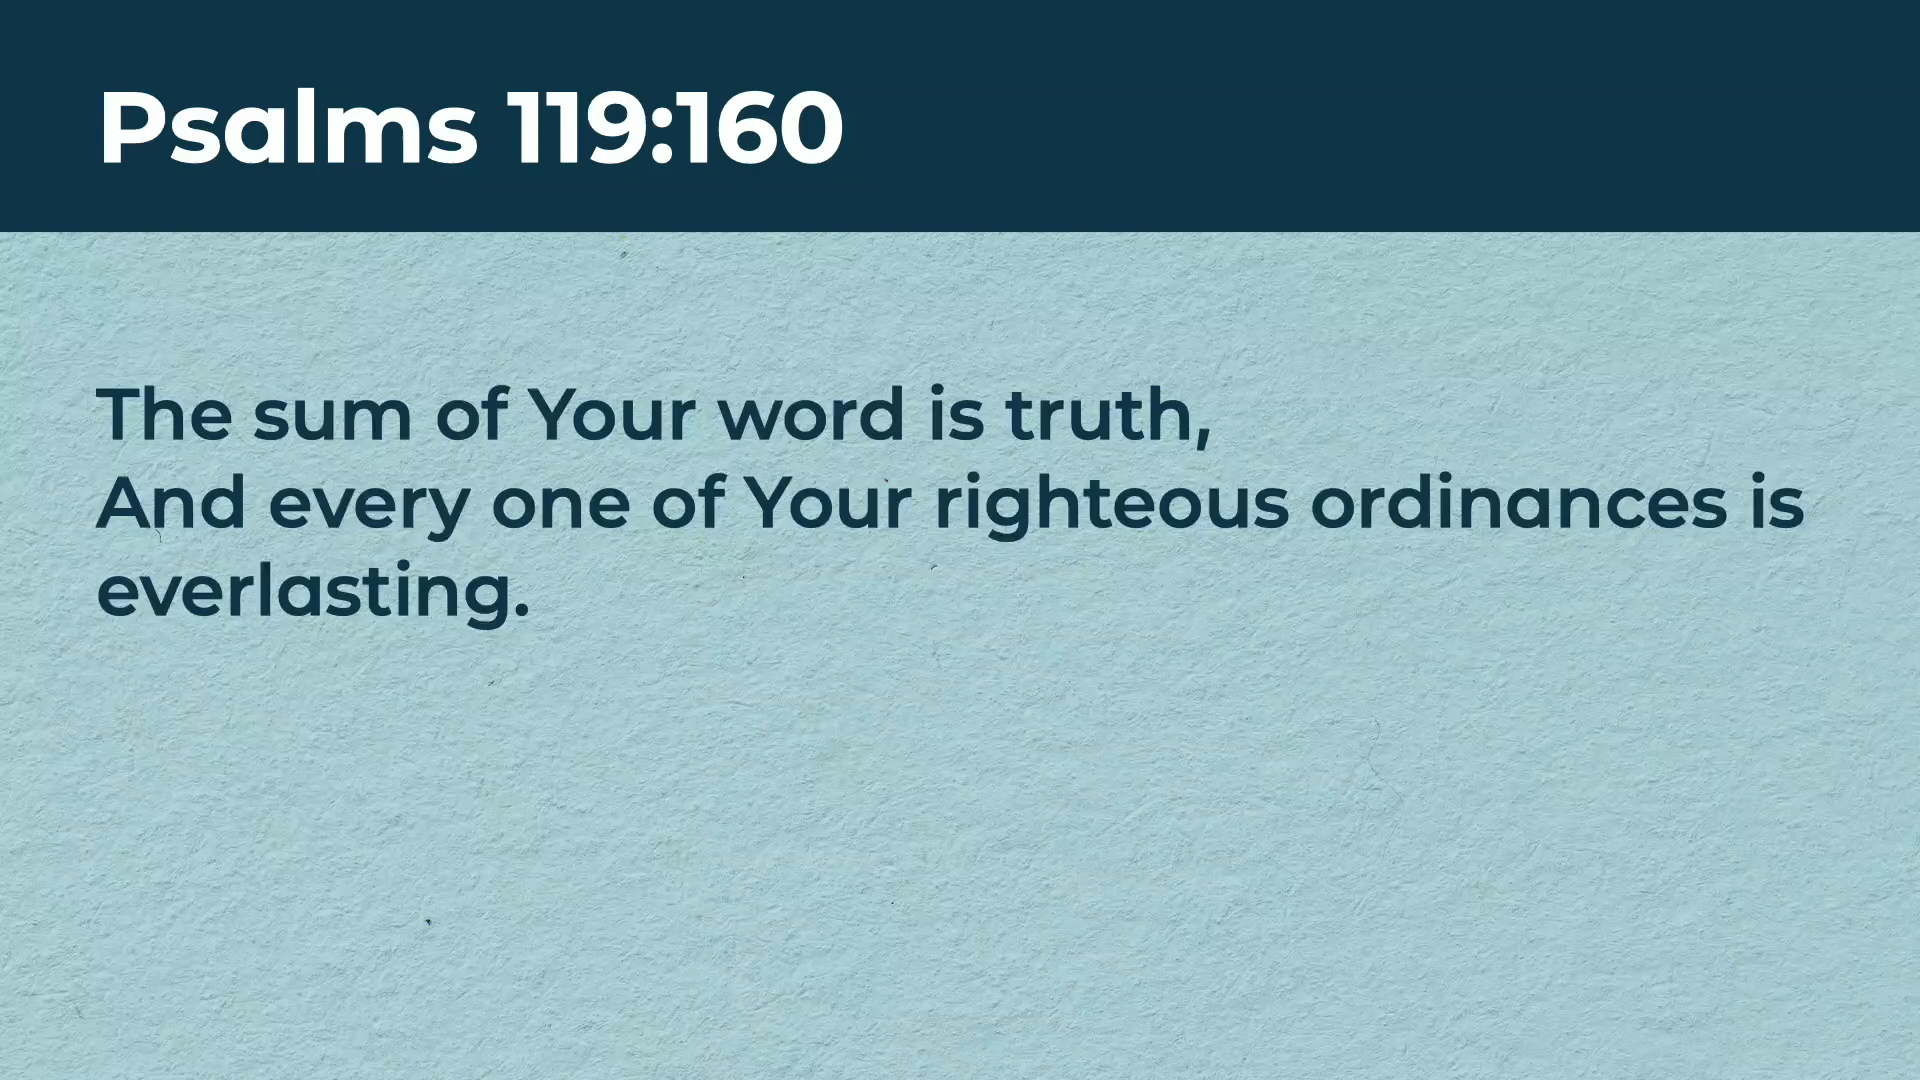 Psalms 119:160
The sum of Your word is truth,
And every one of Your righteous ordinances is
everlasting.